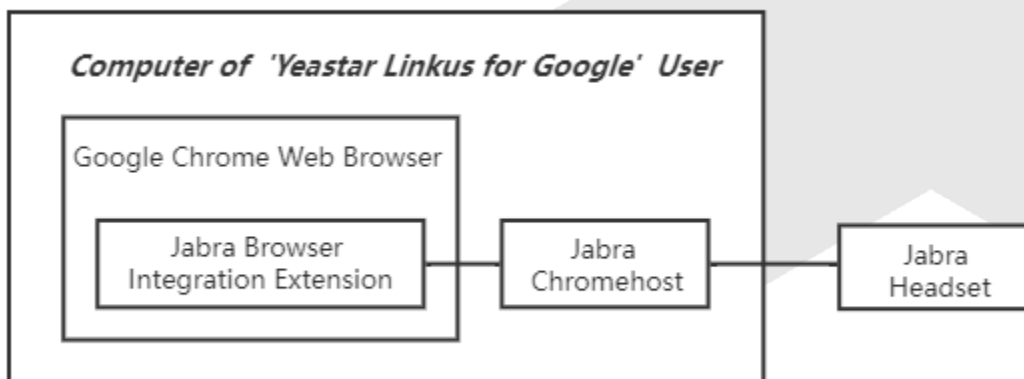 Computer of 'Yeastar Linkus for Google' User
Google Chrome Web Browser
Jabra Browser
Integration Extension
Jabra
Chromehost
Jabra
Headset